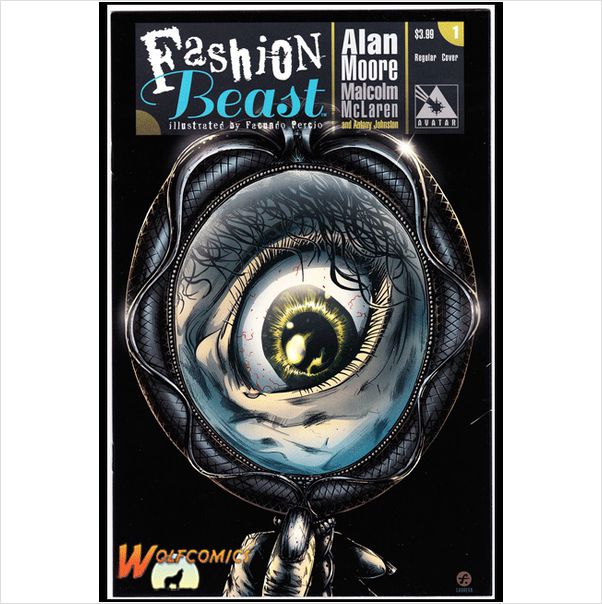 FasHiON
Beast™
illustrated by Facundo Percio
Alan
Moore
Malcolm
McLaren
and Antony Johnston
$3.99
1
Regular Cover
AVATAR
WOLFCOMICS